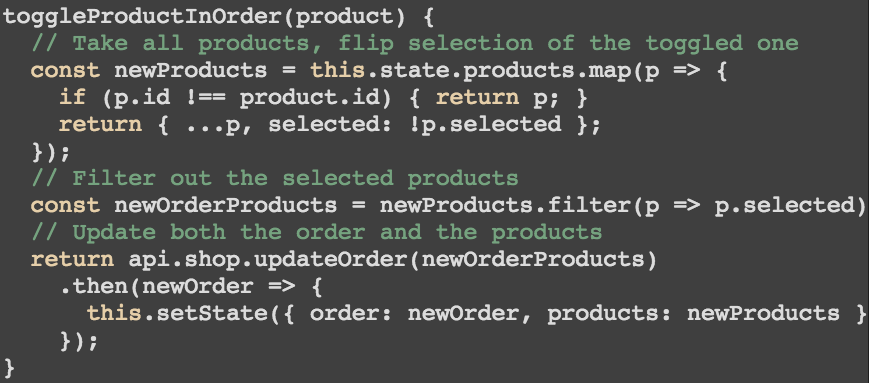 toggleProductInOrder(product) {
  // Take all products, flip selection of the toggled one
  const newProducts = this.state.products.map(p => {
    if (p.id !== product.id) { return p; }
    return { ...p, selected: !p.selected };
  });
  // Filter out the selected products
  const newOrderProducts = newProducts.filter(p => p.selected)
  // Update both the order and the products
  return api.shop.updateOrder(newOrderProducts)
    .then(newOrder => {
      this.setState({ order: newOrder, products: newProducts }
    });
}